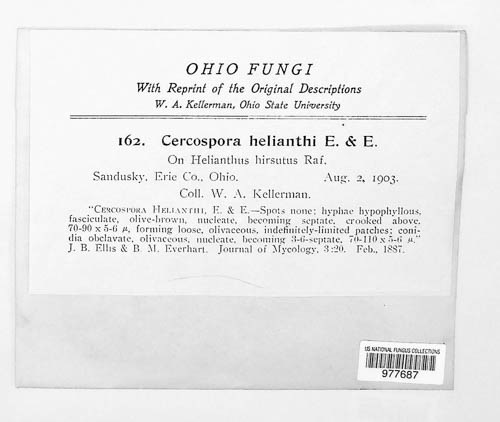 OHIO FUNGI
With Reprint of the Original Descriptions
W. A. Kellerman, Ohio State University
162. Cercospora helianthi E. & E.
On Helianthus hirsutus Raf.
Sandusky, Erie Co., Ohio. Aug. 2, 1903.
Coll. W. A. Kellerman.
"CERCOSPORA HELIANTHI, E. & E.—Spots none; hyphae hypophyllous,
fasciculate, olive-brown, nucleate, becoming septate, crooked above,
70-90 x 5-6 µ, forming loose, olivaceous, indefinitely-limited patches; coni-
dia obclavate, olivaceous, nucleate, becoming 3-6-septate, 70-110 x 5-6 µ."
J. B. Ellis & B. M. Everhart. Journal of Mycology, 3:20. Feb., 1887.
US NATIONAL FUNGUS COLLECTIONS
977687